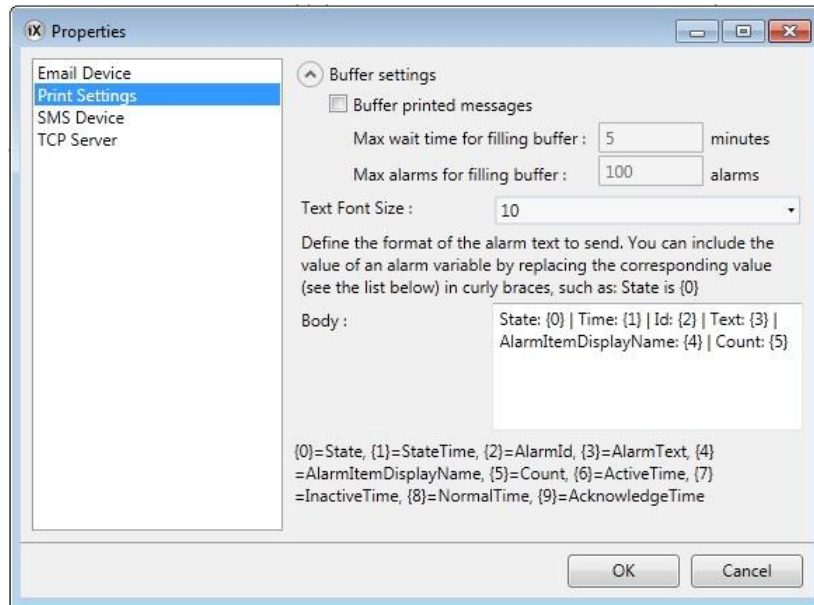 iX Properties
Email Device
Print Settings
SMS Device
TCP Server
Buffer settings
Buffer printed messages
Max wait time for filling buffer : 5 minutes
Max alarms for filling buffer : 100 alarms
Text Font Size : 10
Define the format of the alarm text to send. You can include the
value of an alarm variable by replacing the corresponding value
(see the list below) in curly braces, such as: State is {0}
Body : State: {0} | Time: {1} | Id: {2} | Text: {3} |
AlarmItemDisplayName: {4} | Count: {5}
{0}=State, {1}=StateTime, {2}=AlarmId, {3}=AlarmText, {4}
=AlarmItemDisplayName, {5}=Count, {6}=ActiveTime, {7}
=InactiveTime, {8}=NormalTime, {9}=AcknowledgeTime
OK Cancel